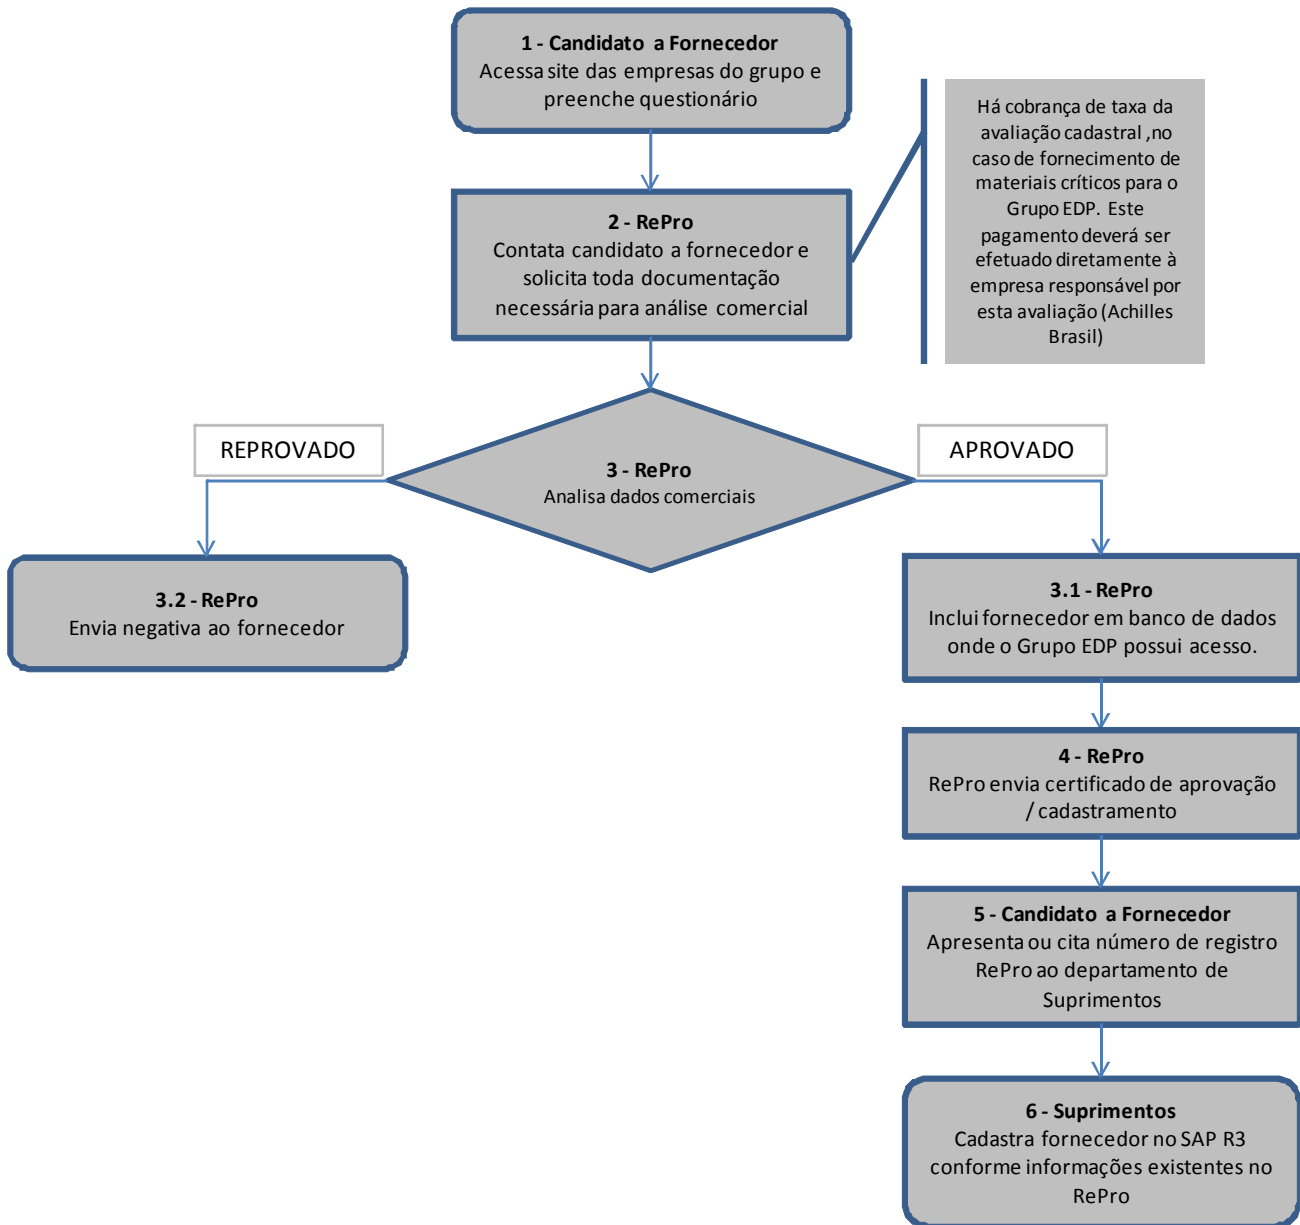 1 - Candidato a Fornecedor
Acessa site das empresas do grupo e
preenche questionário
Há cobrança de taxa da
avaliação cadastral ,no
caso de fornecimento de
materiais críticos para o
Grupo EDP. Este
pagamento deverá ser
efetuado diretamente à
empresa responsável por
esta avaliação (Achilles
Brasil)
2 - RePro
Contata candidato a fornecedor e
solicita toda documentação
necessária para análise comercial
REPROVADO
APROVADO
3 - RePro
Analisa dados comerciais
3.2 - RePro
Envia negativa ao fornecedor
3.1 - RePro
Inclui fornecedor em banco de dados
onde o Grupo EDP possui acesso.
4 - RePro
RePro envia certificado de aprovação
/ cadastramento
5 - Candidato a Fornecedor
Apresenta ou cita número de registro
RePro ao departamento de
Suprimentos
6 - Suprimentos
Cadastra fornecedor no SAP R3
conforme informações existentes no
RePro